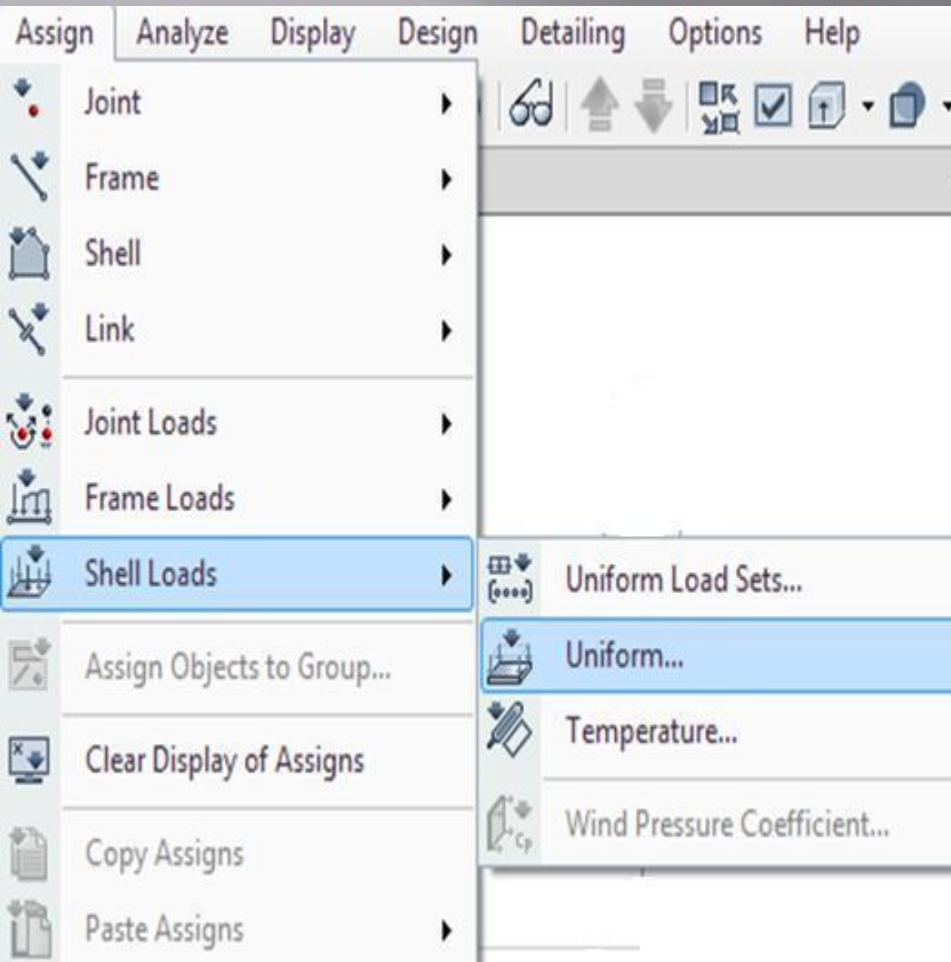 Assign Analyze Display Design Detailing Options Help
Joint
Frame
Shell
Link
Joint Loads
Frame Loads
Shell Loads
Assign Objects to Group...
Clear Display of Assigns
Copy Assigns
Paste Assigns
Uniform Load Sets...
Uniform...
Temperature...
Cp Wind Pressure Coefficient...